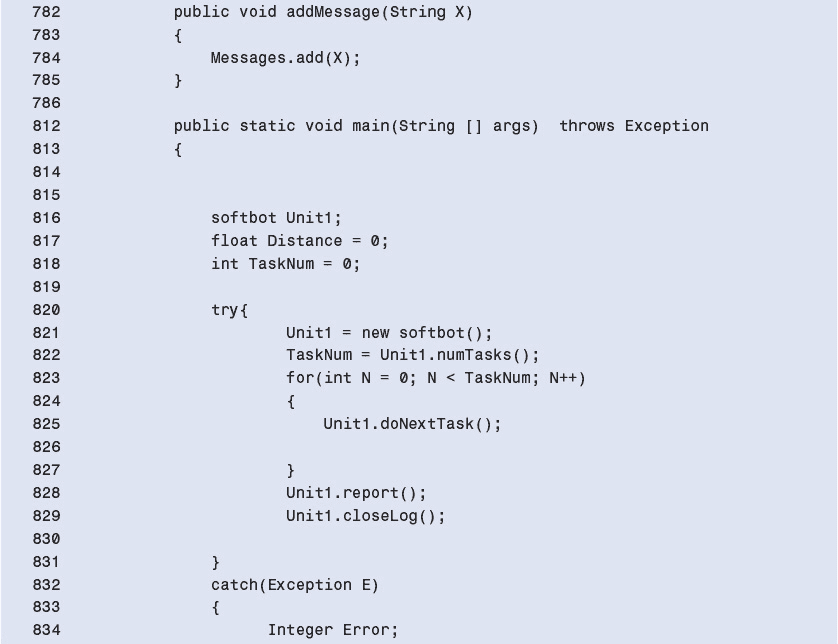 782 public void addMessage(String X)
783 {
784 Messages.add(X);
785 }
786
812 public static void main(String [] args) throws Exception
813 {
814
815
816 softbot Unit1;
817 float Distance = 0;
818 int TaskNum = 0;
819
820 try{
821 Unit1 = new softbot();
822 TaskNum = Unit1.numTasks();
823 for(int N = 0; N < TaskNum; N++)
824 {
825 Unit1.doNextTask();
826
827 }
828 Unit1.report();
829 Unit1.closeLog();
830
831 }
832 catch(Exception E)
833 {
834 Integer Error;